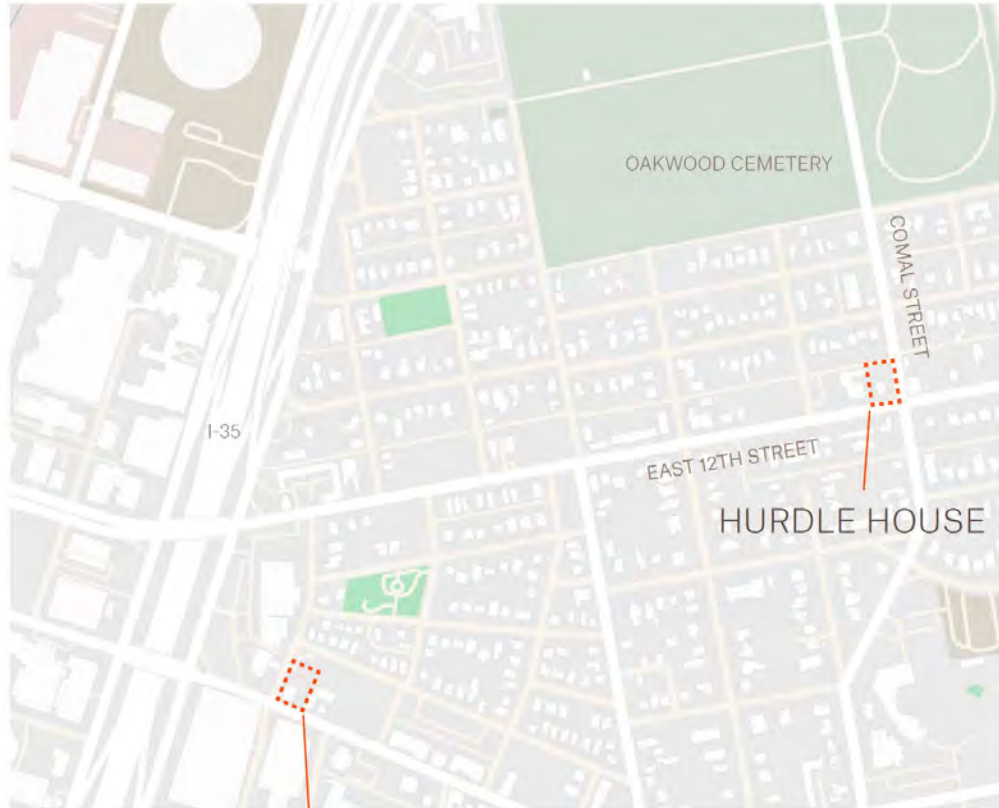 OAKWOOD CEMETERY
COMAL STREET
I-35
EAST 12TH STREET
HURDLE HOUSE